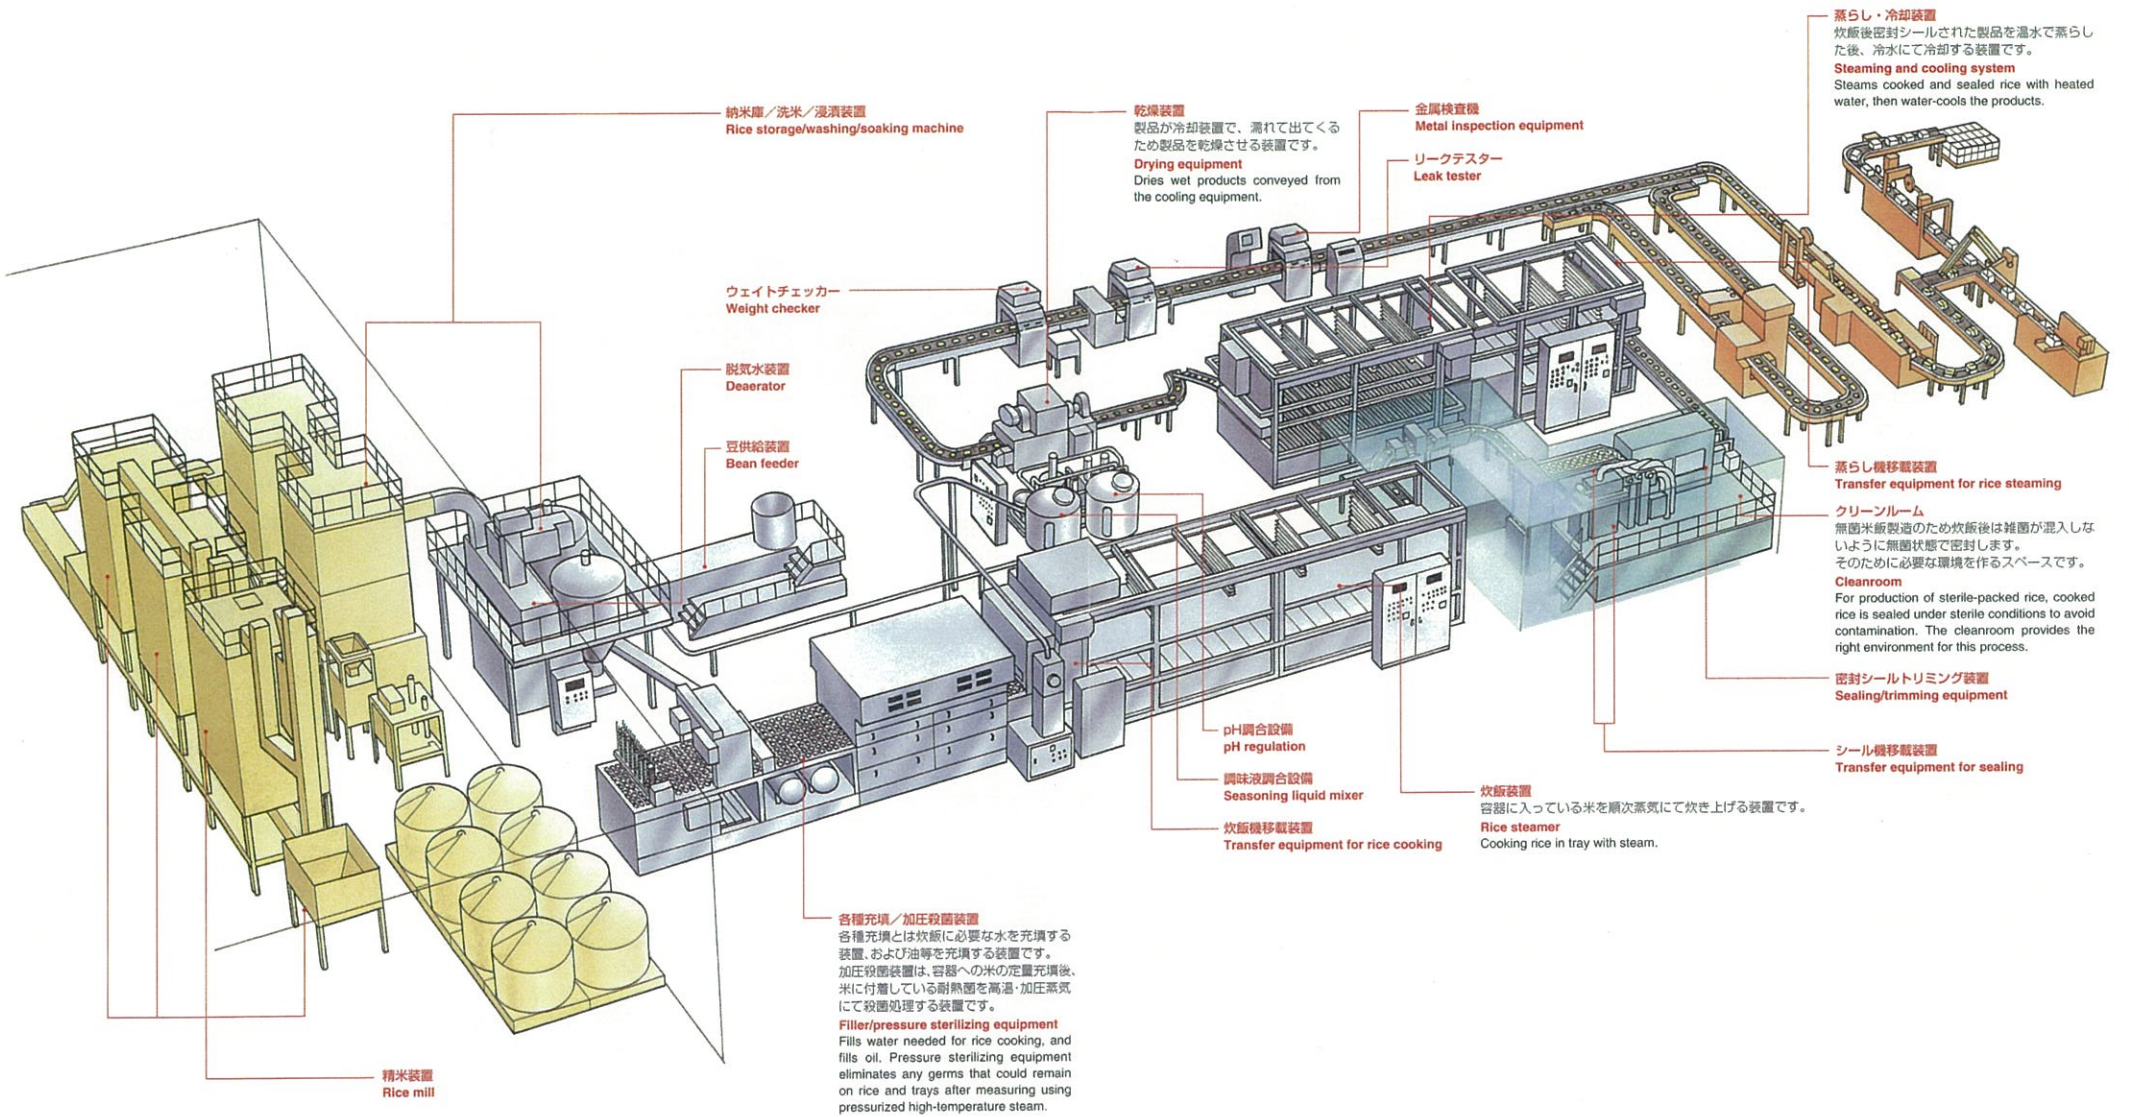 蒸らし・冷却装置
炊飯後密封シールされた製品を温水で蒸らし
た後、冷水にて冷却する装置です。
Steaming and cooling system
Steams cooked and sealed rice with heated
water, then water-cools the products.
納米庫／洗米／浸漬装置
Rice storage/washing/soaking machine
乾燥装置
製品が冷却装置で、濡れて出てくる
ため製品を乾燥させる装置です。
Drying equipment
Dries wet products conveyed from
the cooling equipment.
金属検査機
Metal inspection equipment
リークテスター
Leak tester
ウェイトチェッカー
Weight checker
脱気水装置
Deaerator
豆供給装置
Bean feeder
蒸らし機移載装置
Transfer equipment for rice steaming
クリーンルーム
無菌米飯製造のため炊飯後は雑菌が混入しな
いように無菌状態で密封します。
そのために必要な環境を作るスペースです。
Cleanroom
For production of sterile-packed rice, cooked
rice is sealed under sterile conditions to avoid
contamination. The cleanroom provides the
right environment for this process.
密封シールトリミング装置
Sealing/trimming equipment
シール機移載装置
Transfer equipment for sealing
pH調合設備
pH regulation
調味液調合設備
Seasoning liquid mixer
炊飯機移載装置
Transfer equipment for rice cooking
炊飯装置
容器に入っている米を順次蒸気にて炊き上げる装置です。
Rice steamer
Cooking rice in tray with steam.
各種充填／加圧殺菌装置
各種充填とは炊飯に必要な水を充填する
装置、および油等を充填する装置です。
加圧殺菌装置は、容器への米の定量充填後、
米に付着している耐熱菌を高温・加圧蒸気
にて殺菌処理する装置です。
Filler/pressure sterilizing equipment
Fills water needed for rice cooking, and
fills oil. Pressure sterilizing equipment
eliminates any germs that could remain
on rice and trays after measuring using
pressurized high-temperature steam.
精米装置
Rice mill